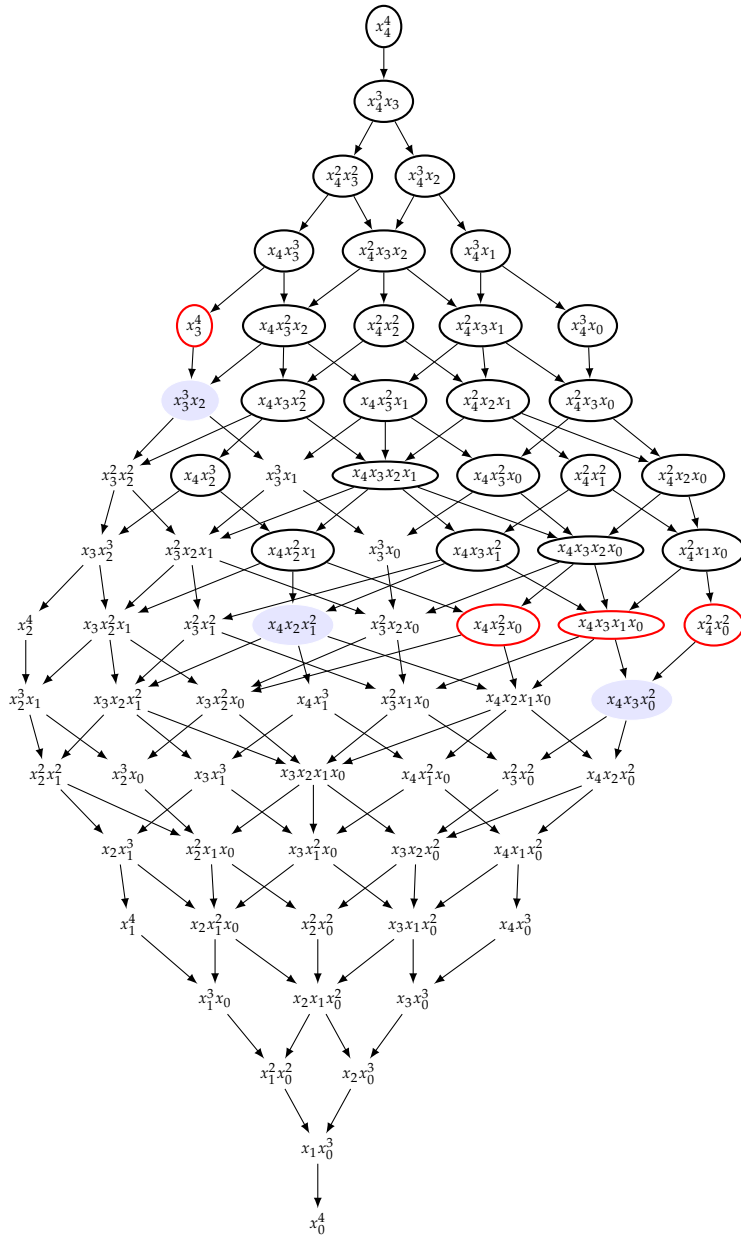 x_4^4
x_4^3x_3
x_4^2x_3^2 x_4^3x_2
x_4x_3^3 x_4^2x_3x_2 x_4^3x_1
x_3^4 x_4x_3^2x_2 x_4^2x_2^2 x_4^2x_3x_1 x_4^3x_0
x_3^3x_2 x_4x_3x_2^2 x_4x_3^2x_1 x_4^2x_2x_1 x_4^2x_3x_0
x_3^2x_2^2 x_4x_2^3 x_3^3x_1 x_4x_3x_2x_1 x_4x_3^2x_0 x_4^2x_1^2 x_4^2x_2x_0
x_3x_2^3 x_3^2x_2x_1 x_4x_2^2x_1 x_3^3x_0 x_4x_3x_1^2 x_4x_3x_2x_0 x_4^2x_1x_0
x_2^4 x_3x_2^2x_1 x_3^2x_1^2 x_4x_2x_1^2 x_3^2x_2x_0 x_4x_2^2x_0 x_4x_3x_1x_0 x_4^2x_0^2
x_2^3x_1 x_3x_2x_1^2 x_3x_2^2x_0 x_4x_1^3 x_3^2x_1x_0 x_4x_2x_1x_0 x_4x_3x_0^2
x_2^2x_1^2 x_2^3x_0 x_3x_1^3 x_3x_2x_1x_0 x_4x_1^2x_0 x_3^2x_0^2 x_4x_2x_0^2
x_2x_1^3 x_2^2x_1x_0 x_3x_1^2x_0 x_3x_2x_0^2 x_4x_1x_0^2
x_1^4 x_2x_1^2x_0 x_2^2x_0^2 x_3x_1x_0^2 x_4x_0^3
x_1^3x_0 x_2x_1x_0^2 x_3x_0^3
x_1^2x_0^2 x_2x_0^3
x_1x_0^3
x_0^4